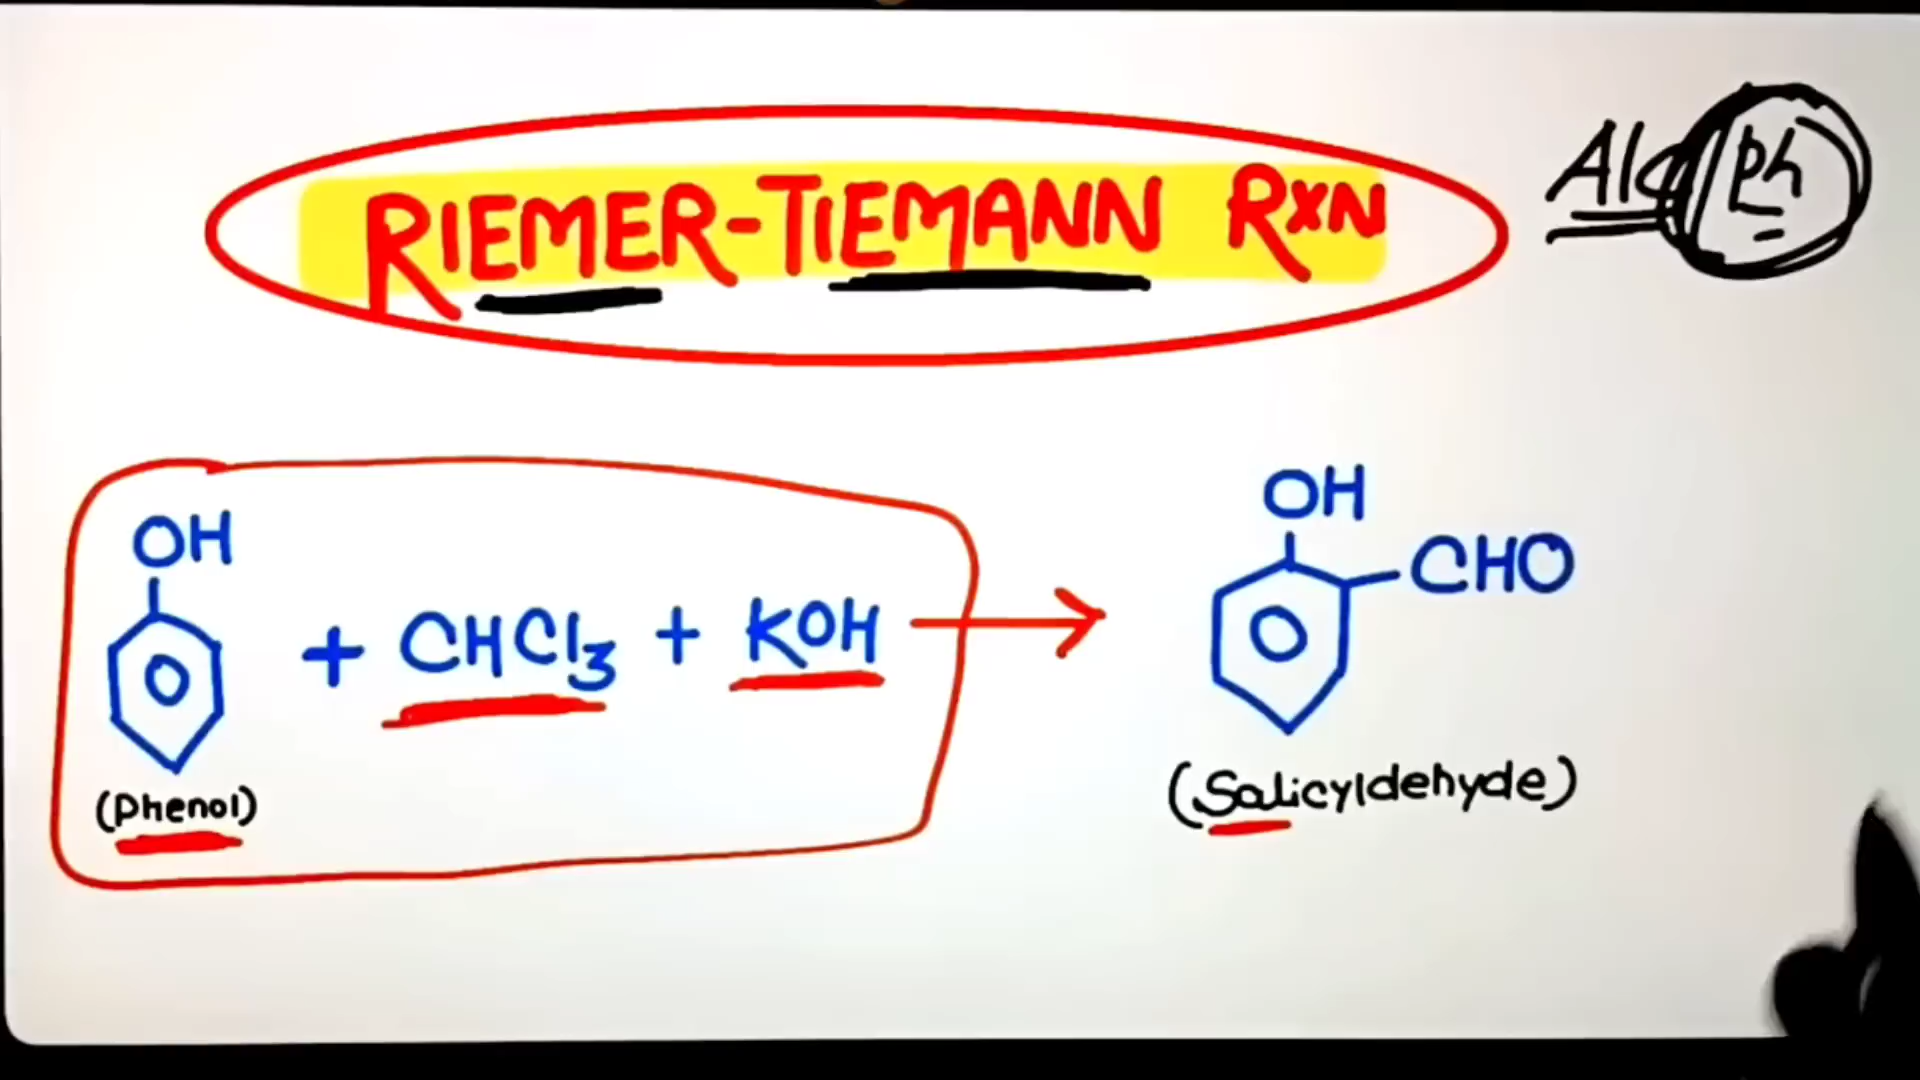 RIEMER-TIEMANN RXN
Alc Ph
OH
+ CHCl3 + KOH
(Phenol)
OH
CHO
(Salicyldehyde)